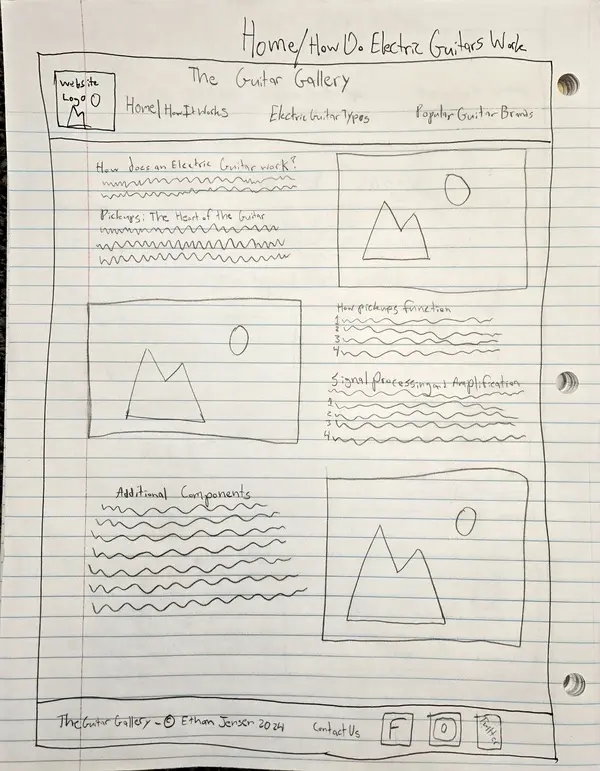 Home/How Do Electric Guitars Work
Website
Logo
The Guitar Gallery
Home/How It Works
Electric Guitar Types
Popular Guitar Brands
How does an Electric Guitar work?
Pickups: The Heart of the Guitar
How pickups function
1
2
3
4
Signal Processing and Amplification
1
2
3
4
Additional Components
The Guitar Gallery - © Ethan Jensen 2024
Contact Us
F
O
Twitter